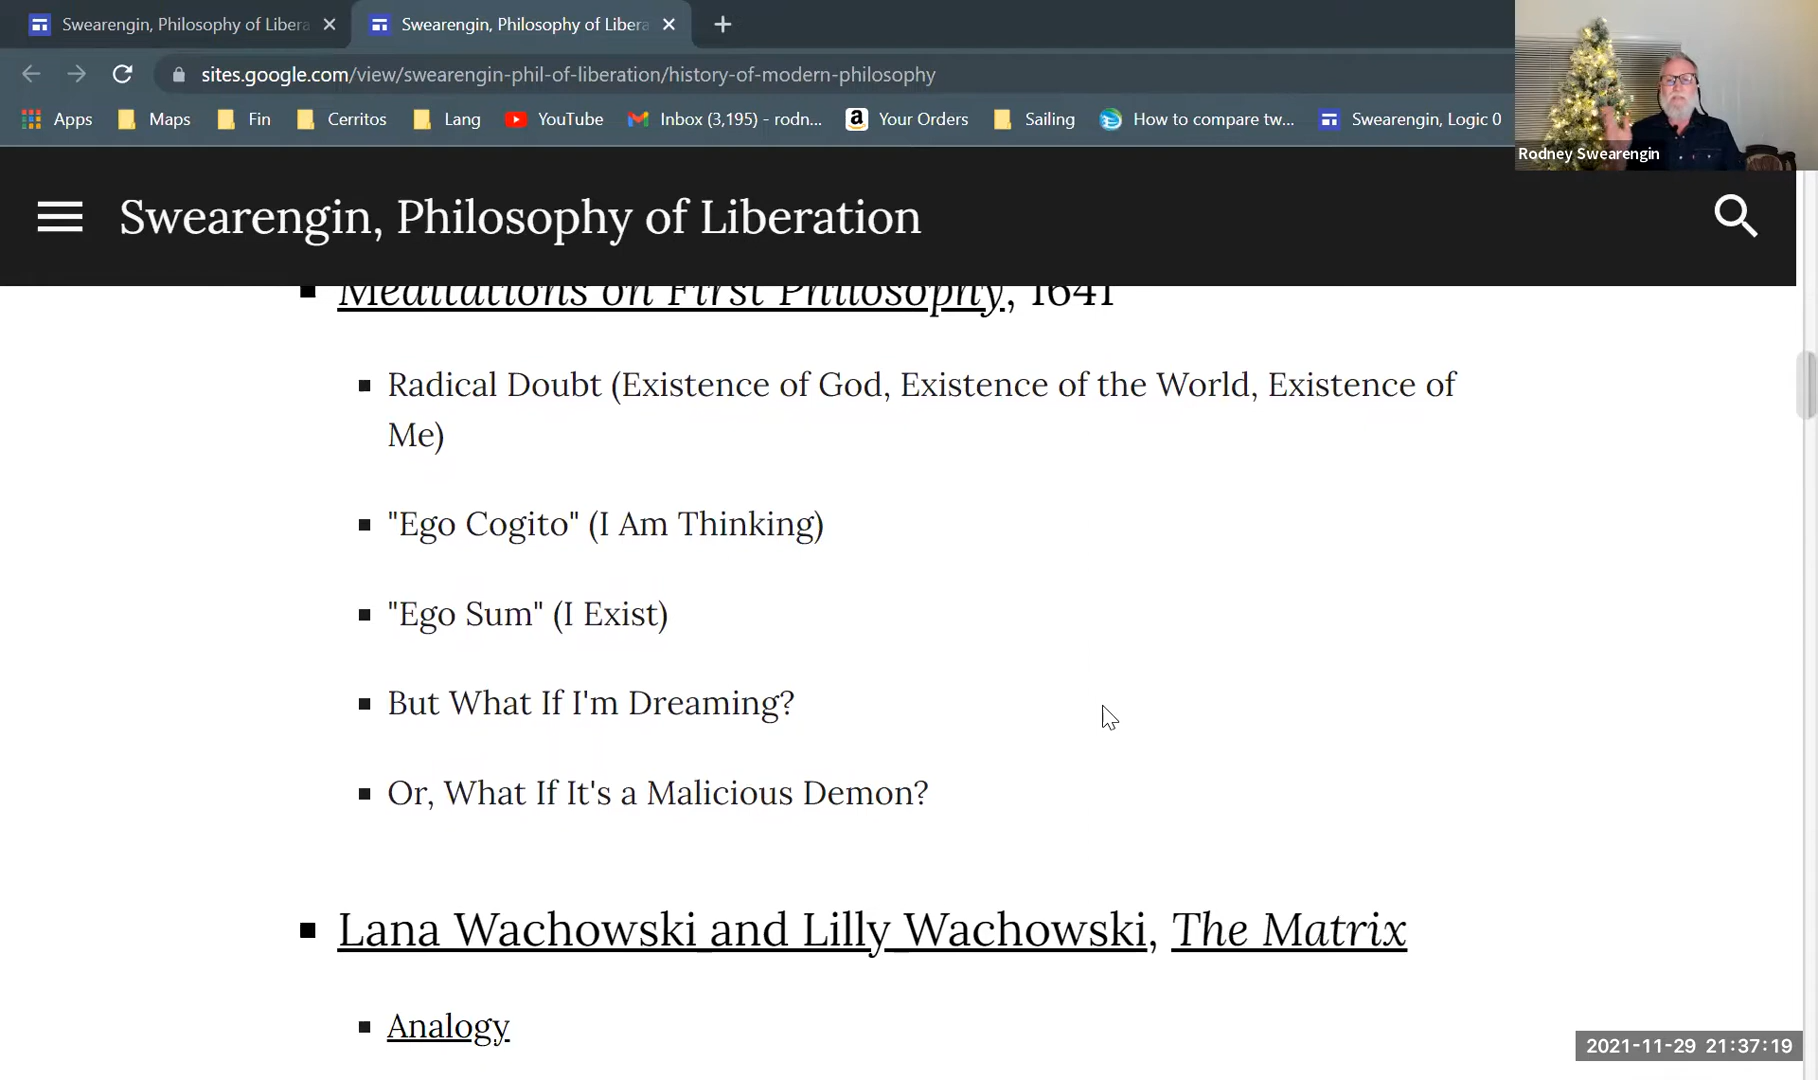 Swearengin, Philosophy of Libera
Swearengin, Philosophy of Libera
sites.google.com/view/swearengin-phil-of-liberation/history-of-modern-philosophy
Apps Maps Fin Cerritos Lang YouTube Inbox (3,195) - rodn... Your Orders Sailing How to compare tw... Swearengin, Logic 0
Rodney Swearengin
Swearengin, Philosophy of Liberation
Meditations on First Philosophy, 1641
Radical Doubt (Existence of God, Existence of the World, Existence of
Me)
"Ego Cogito" (I Am Thinking)
"Ego Sum" (I Exist)
But What If I'm Dreaming?
Or, What If It's a Malicious Demon?
Lana Wachowski and Lilly Wachowski, The Matrix
Analogy
2021-11-29 21:37:19